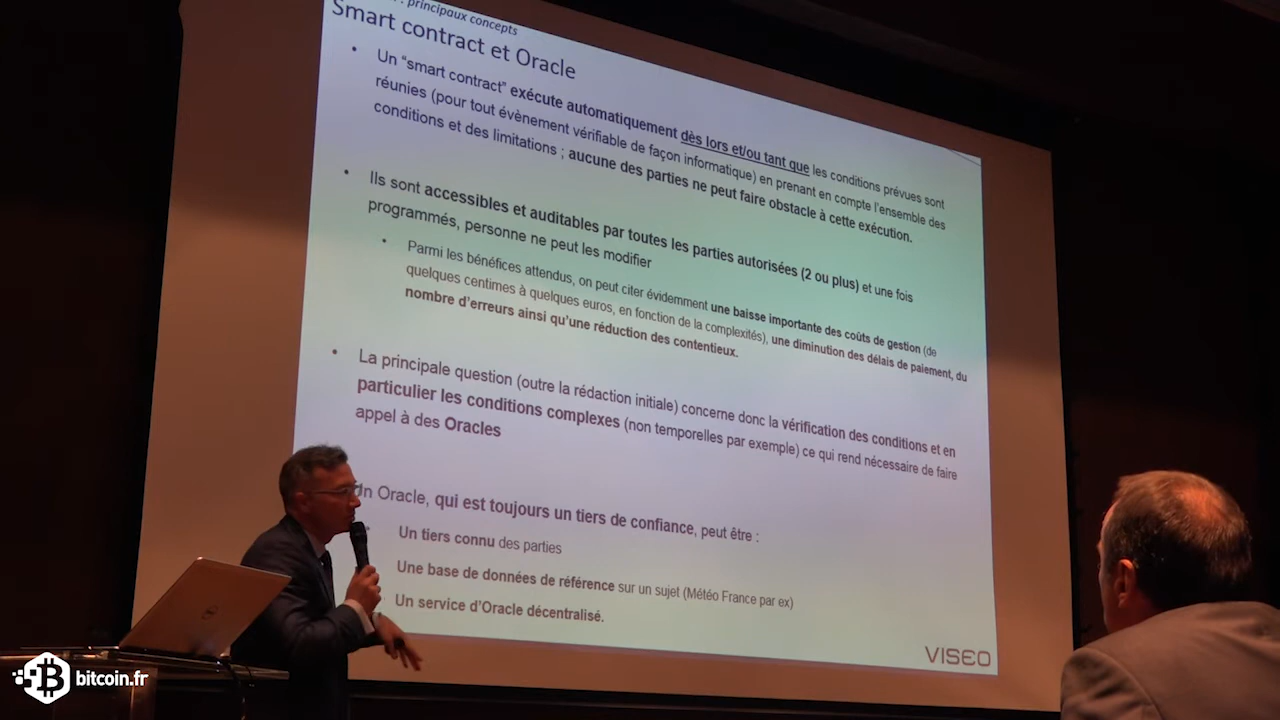 : principaux concepts
Smart contract et Oracle
• Un “smart contract” exécute automatiquement dès lors et/ou tant que les conditions prévues sont
réunies (pour tout évènement vérifiable de façon informatique) en prenant en compte l'ensemble des
conditions et des limitations ; aucune des parties ne peut faire obstacle à cette exécution.
• Ils sont accessibles et auditables par toutes les parties autorisées (2 ou plus) et une fois
programmés, personne ne peut les modifier
• Parmi les bénéfices attendus, on peut citer évidemment une baisse importante des coûts de gestion (de
quelques centimes à quelques euros, en fonction de la complexités), une diminution des délais de paiement, du
nombre d'erreurs ainsi qu'une réduction des contentieux.
• La principale question (outre la rédaction initiale) concerne donc la vérification des conditions et en
particulier les conditions complexes (non temporelles par exemple) ce qui rend nécessaire de faire
appel à des Oracles
Un Oracle, qui est toujours un tiers de confiance, peut être :
Un tiers connu des parties
Une base de données de référence sur un sujet (Météo France par ex)
Un service d'Oracle décentralisé.
VISEO
bitcoin.fr